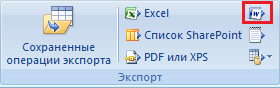 Сохраненные
операции экспорта
Excel
Список SharePoint
PDF или XPS
Экспорт